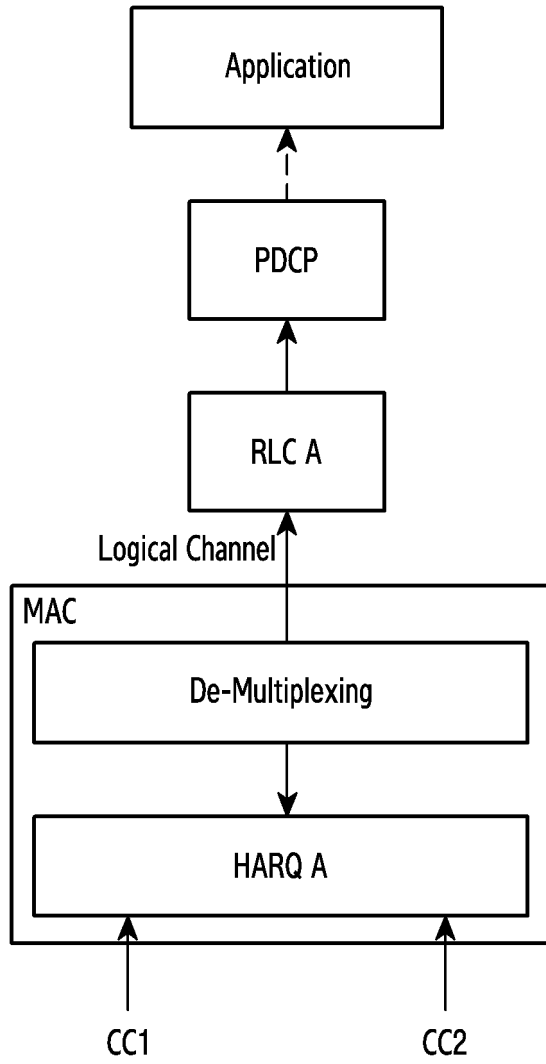 Application
PDCP
RLC A
Logical Channel
MAC
De-Multiplexing
HARQ A
CC1
CC2